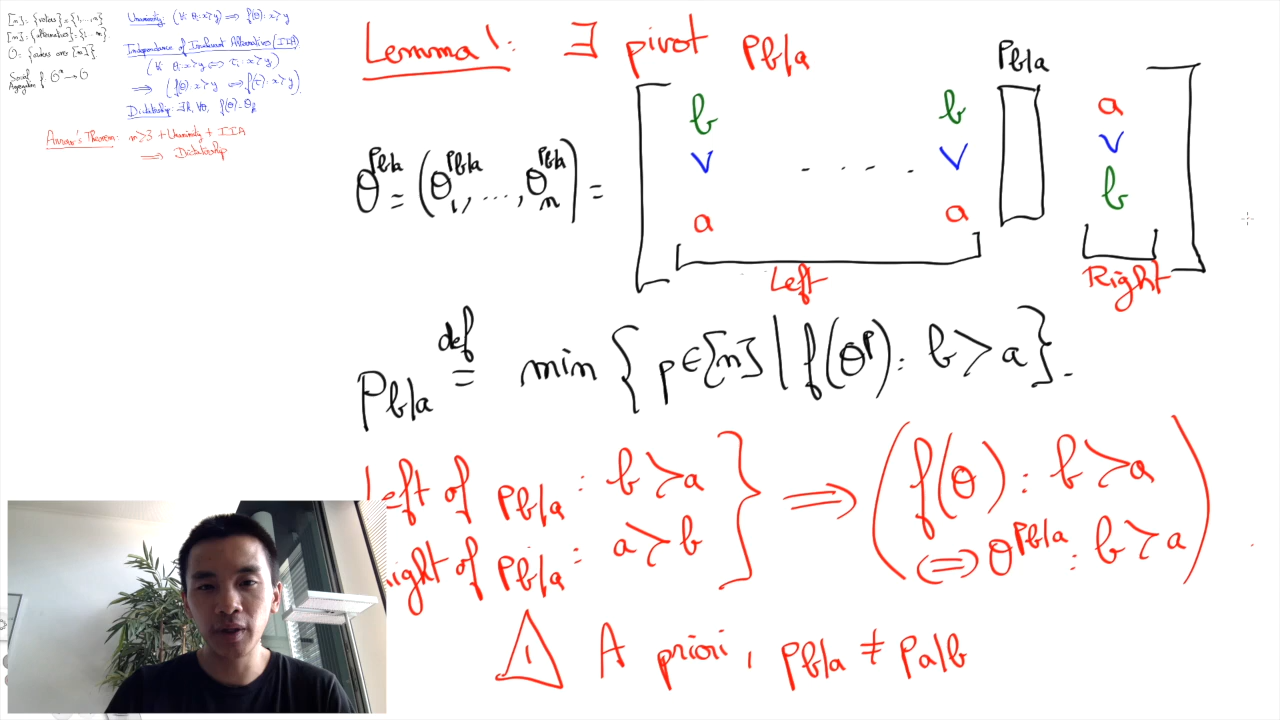 [n] = {voters} = {1,...,n}
[m] = {alternatives} = {1...m}
Θ = {orders over [m]}.
Social Aggregation f: Θⁿ → Θ
Unanimity: (∀i θᵢ: x>y) ⟹ f(θ): x>y
Independence of Irrelevant Alternatives (IIA)
(∀i θᵢ: x>y ⟺ τᵢ: x>y)
⟹ (f(θ): x>y ⟺ f(τ): x>y).
Dictatorship: ∃k, ∀θ, f(θ) = θₖ
Arrow's Theorem: n≥3 + Unanimity + IIA
⟹ Dictatorship
Lemma 1: ∃ pivot p_{b/a}
p_{b/a}
b b a
θ^{p_{b/a}} = (θ₁^{p_{b/a}}, ..., θₙ^{p_{b/a}}) = [ v . . . . v v ]
a a b
Left Right
p_{b/a} =^{def} min {p ∈ [n] | f(θ^p): b > a}.
Left of p_{b/a}: b > a } ⟹ ( f(θ): b > a
Right of p_{b/a}: a > b } ⟺ θ^{p_{b/a}}: b > a ) .
! A priori, p_{b/a} ≠ p_{a/b}